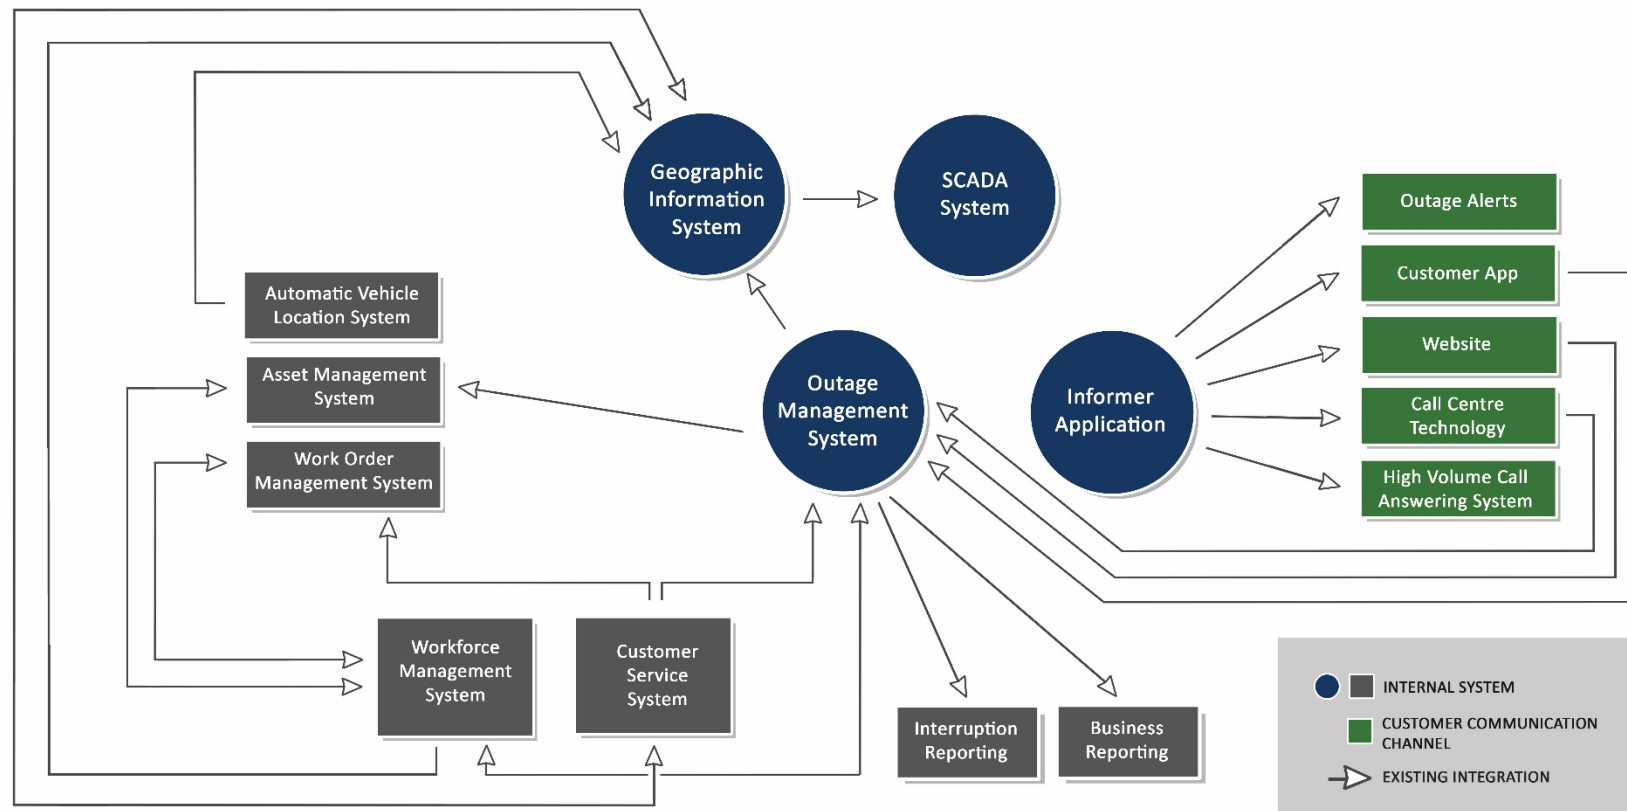 Geographic
Information
System
SCADA
System
Outage Alerts
Customer App
Website
Call Centre
Technology
High Volume Call
Answering System
Automatic Vehicle
Location System
Asset Management
System
Work Order
Management System
Outage
Management
System
Informer
Application
Workforce
Management
System
Customer
Service
System
Interruption
Reporting
Business
Reporting
INTERNAL SYSTEM
CUSTOMER COMMUNICATION
CHANNEL
EXISTING INTEGRATION